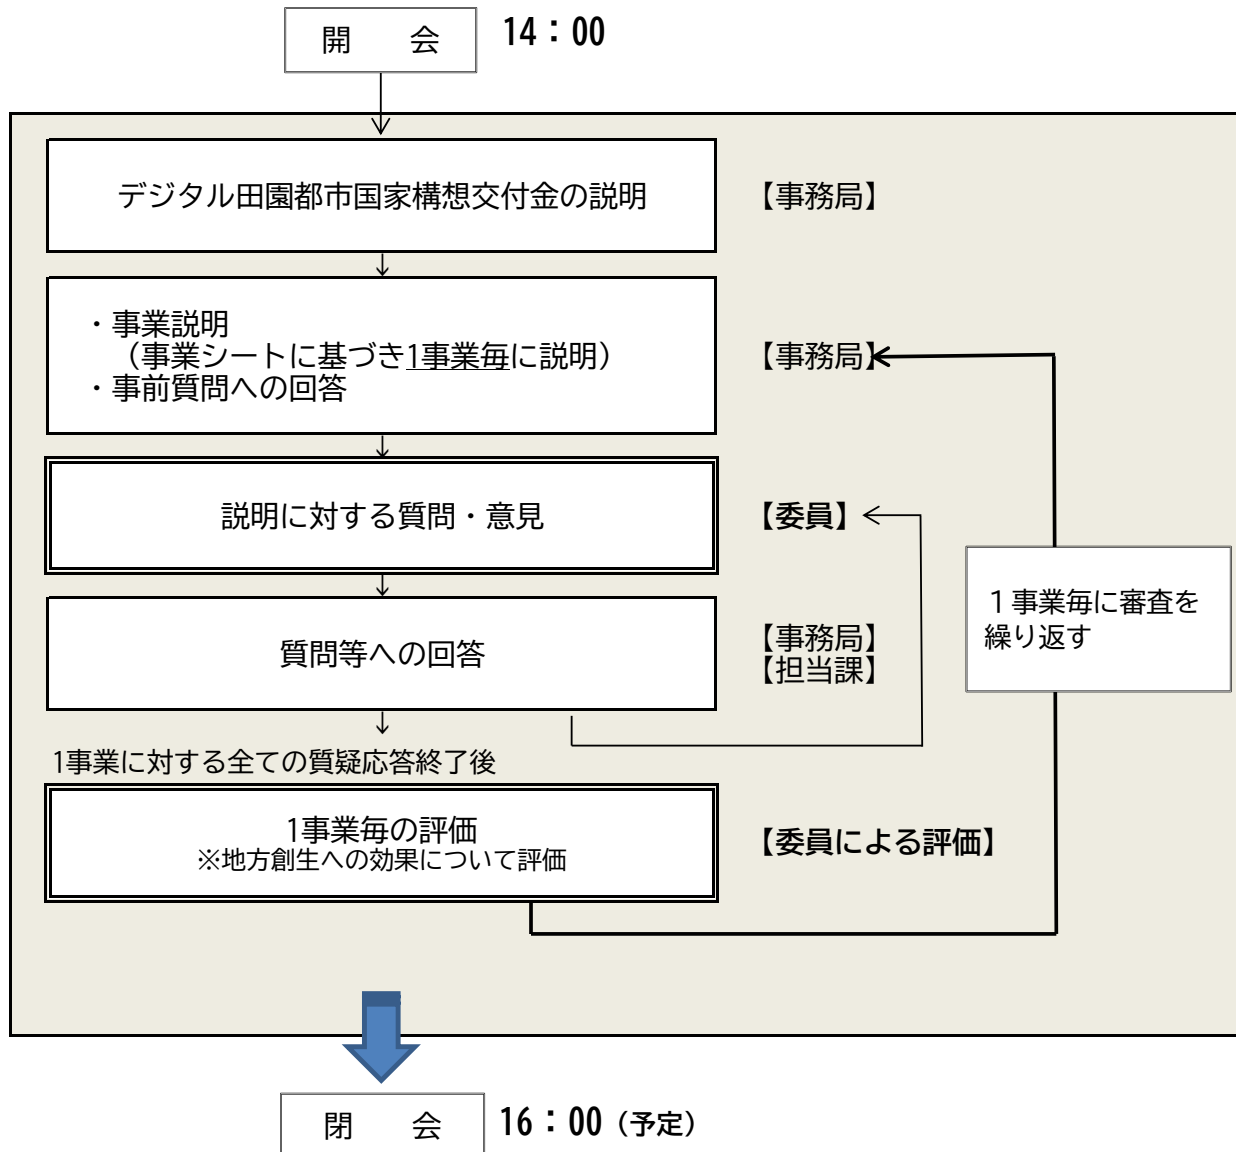 開　会　14：00
デジタル田園都市国家構想交付金の説明　【事務局】
・事業説明
（事業シートに基づき1事業毎に説明）　【事務局】
・事前質問への回答
説明に対する質問・意見　【委員】
質問等への回答　【事務局】
【担当課】
１事業毎に審査を
繰り返す
1事業に対する全ての質疑応答終了後
1事業毎の評価　【委員による評価】
※地方創生への効果について評価
閉　会　16：00（予定）